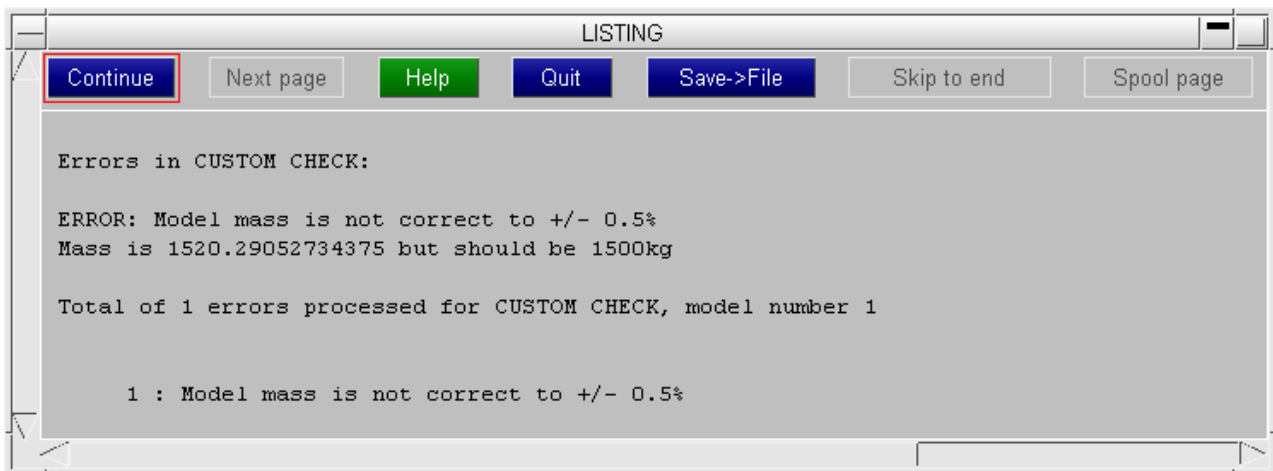 LISTING
Continue Next page Help Quit Save->File Skip to end Spool page
Errors in CUSTOM CHECK:
ERROR: Model mass is not correct to +/- 0.5%
Mass is 1520.29052734375 but should be 1500kg
Total of 1 errors processed for CUSTOM CHECK, model number 1
1 : Model mass is not correct to +/- 0.5%